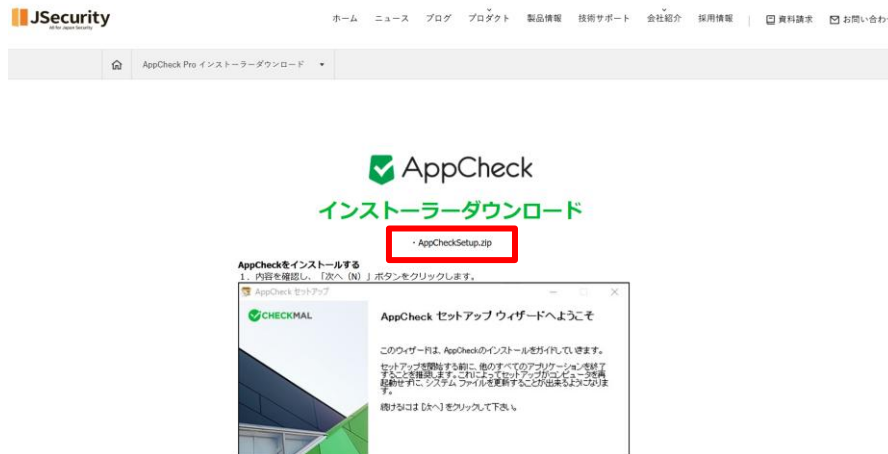 JSecurity
All for Japan Security
ホーム ニュース ブログ プロダクト 製品情報 技術サポート 会社紹介 採用情報 | 資料請求 お問い合わ
AppCheck Pro インストーラーダウンロード
AppCheck
インストーラーダウンロード
・AppCheckSetup.zip
AppCheckをインストールする
1．内容を確認し、「次へ（N）」ボタンをクリックします。
AppCheck セットアップ
CHECKMAL
AppCheck セットアップ ウィザードへようこそ
このウィザードは、AppCheckのインストールをガイドしていきます。
セットアップを開始する前に、他のすべてのアプリケーションを終了
することを推奨します。これによってセットアップがコンピュータを再
起動せずに、システム ファイルを更新することが出来るようになりま
す。
続けるには [次へ] をクリックして下さい。